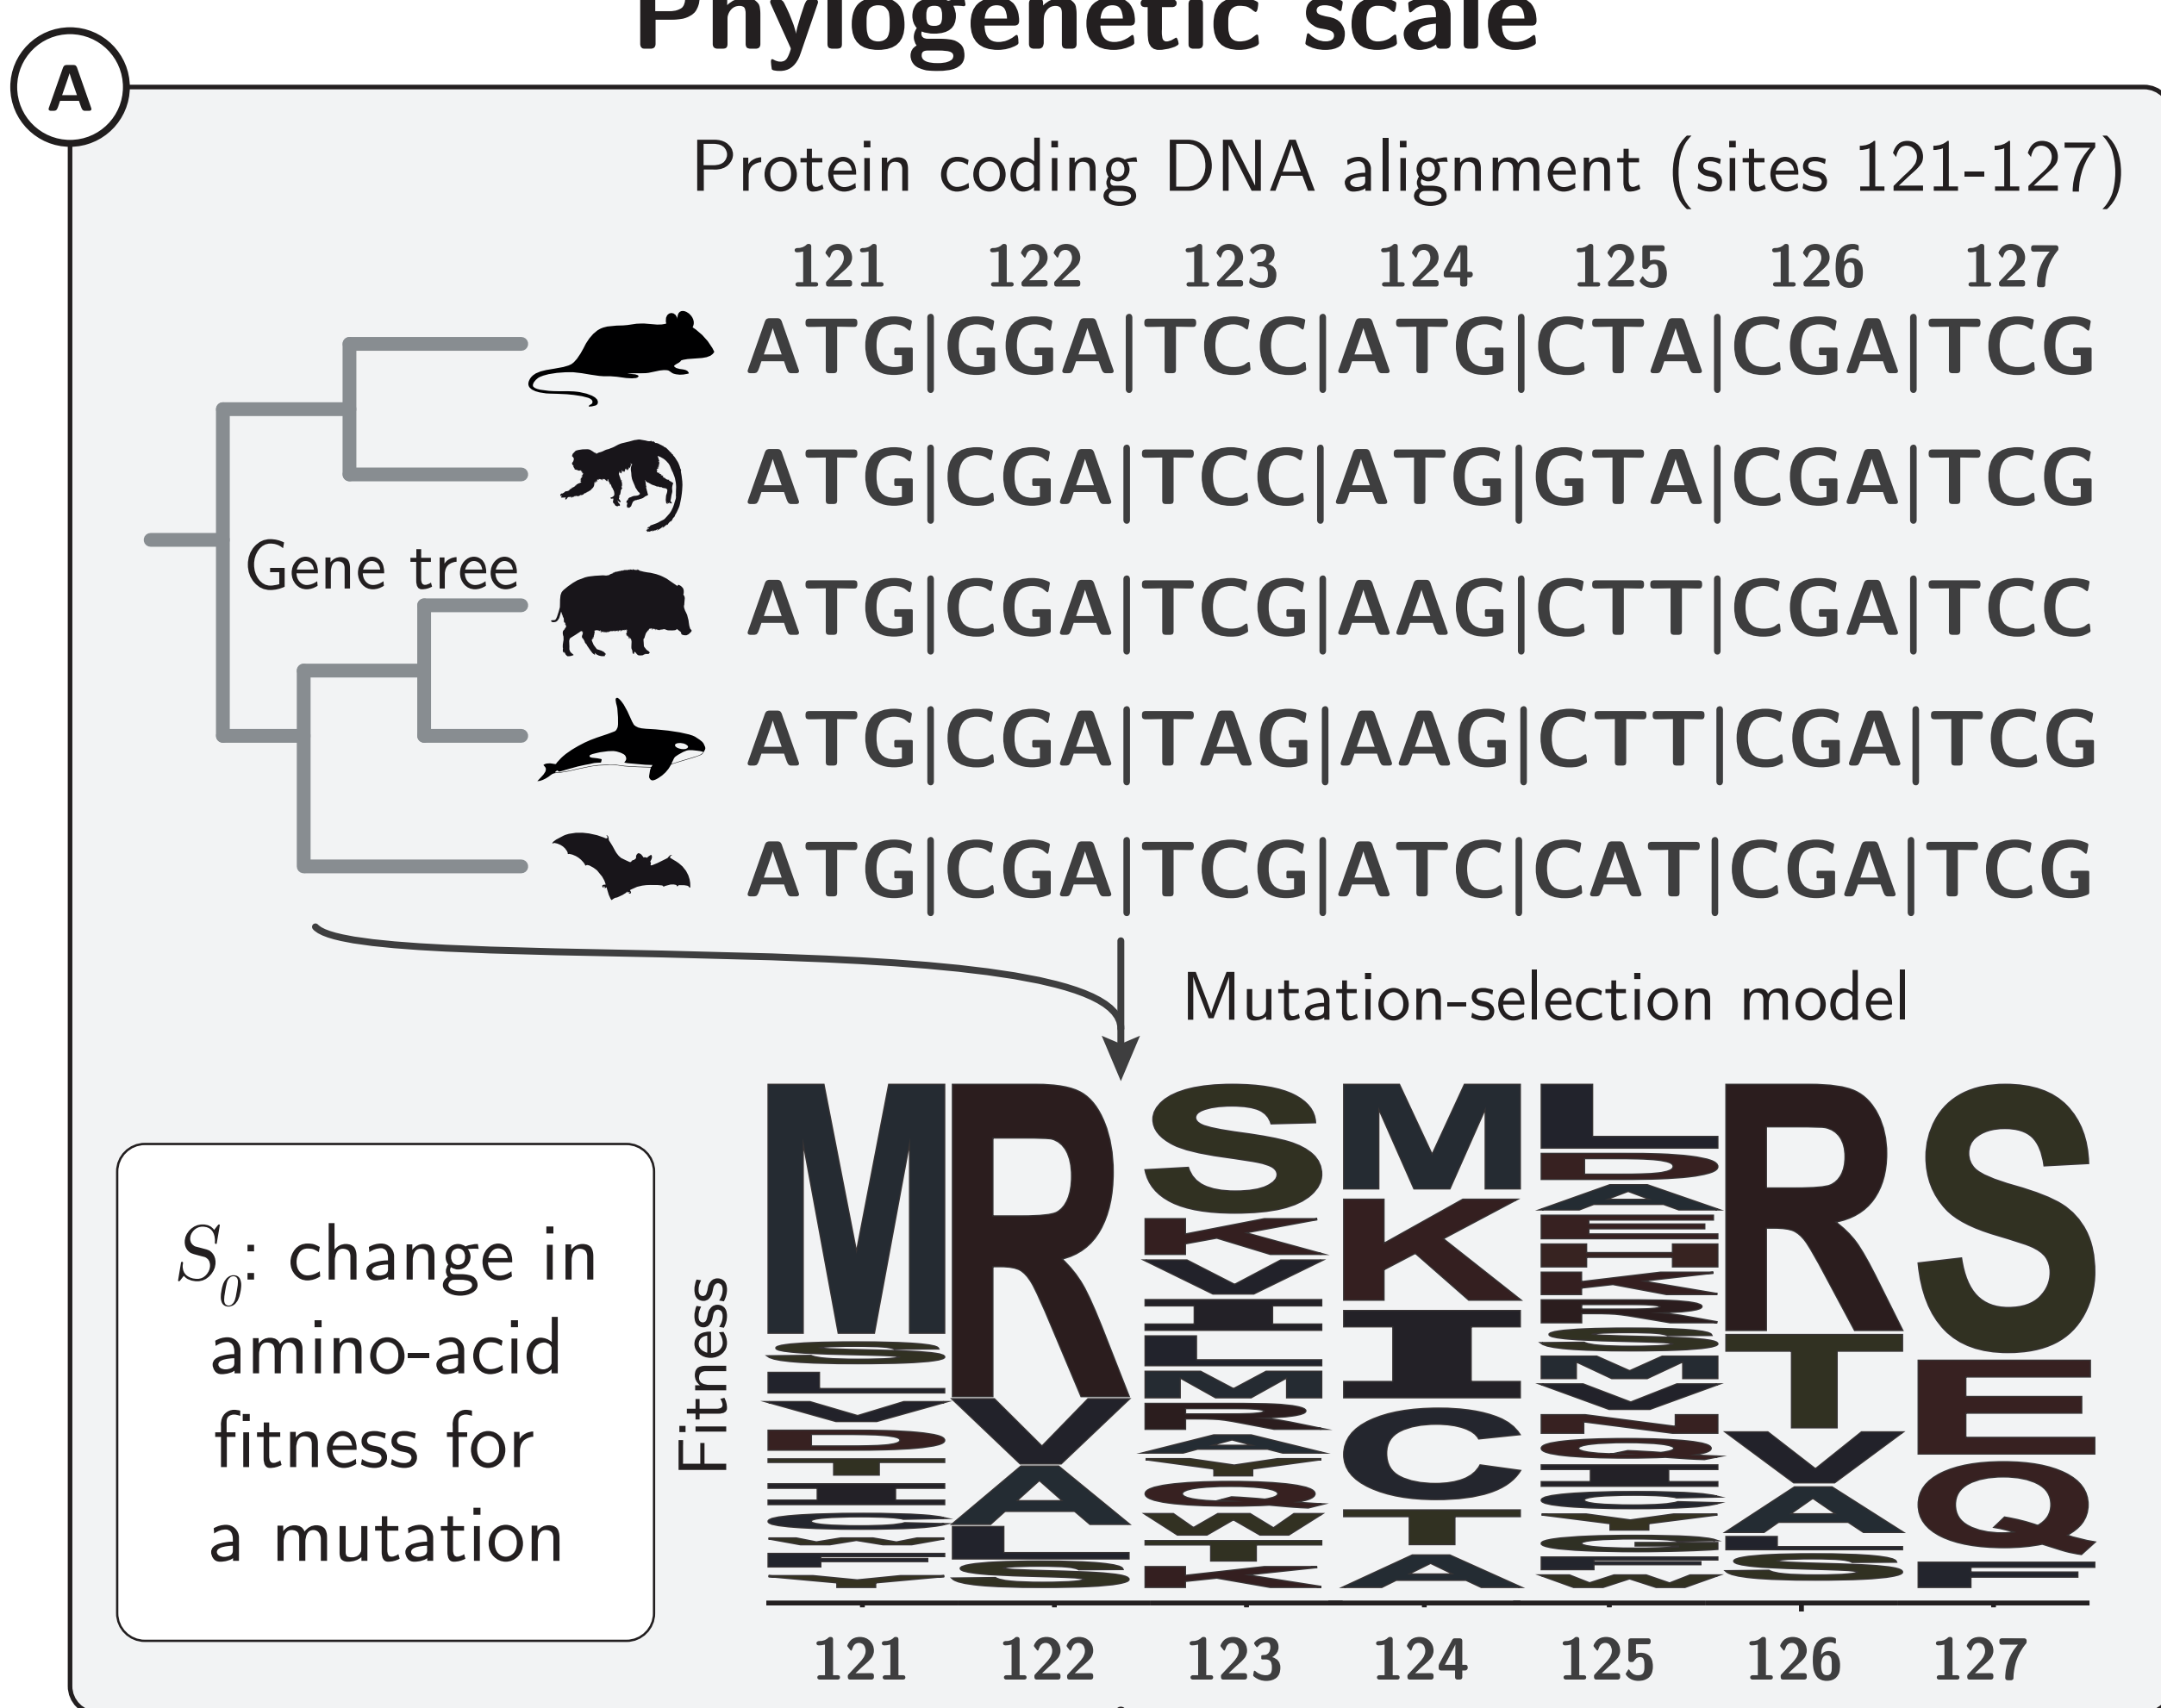 Phylogenetic scale
A
Protein coding DNA alignment (sites 121-127)
121 122 123 124 125 126 127
ATG|GGA|TCC|ATG|CTA|CGA|TCG
ATG|CGA|TCC|ATG|GTA|CGA|TCG
Gene tree
ATG|CGA|TCG|AAG|CTT|CGA|TCC
ATG|CGA|TAG|AAG|CTT|CGA|TCG
ATG|CGA|TCG|ATC|CAT|CGA|TCG
Mutation-selection model
S0: change in
amino-acid
fitness for
a mutation
Fitness
M R S M L R S
121 122 123 124 125 126 127